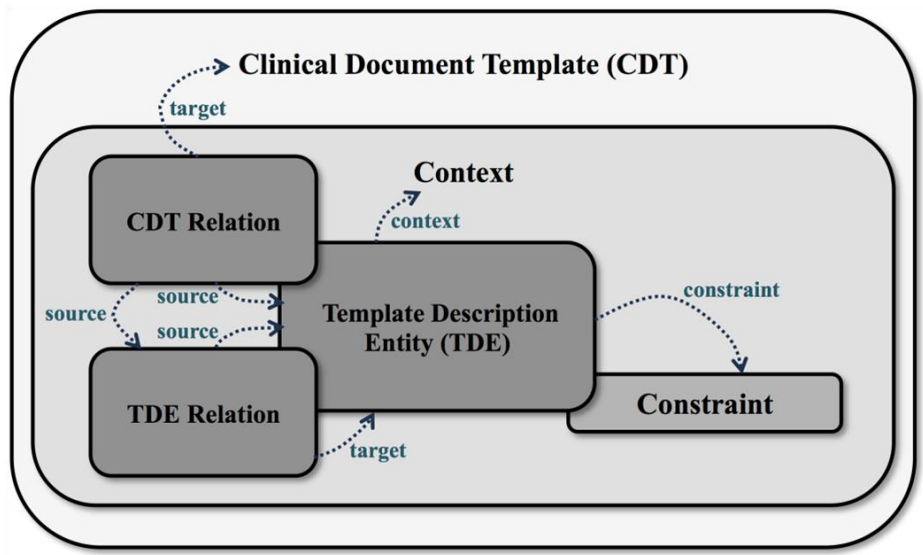 Clinical Document Template (CDT)
target
Context
CDT Relation
context
source
source
source
Template Description
Entity (TDE)
constraint
TDE Relation
target
Constraint